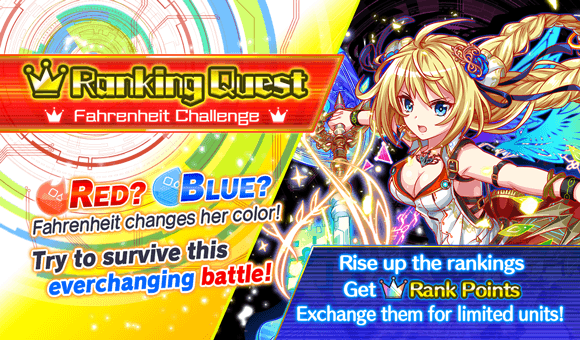 Ranking Quest
Fahrenheit Challenge
RED? BLUE?
Fahrenheit changes her color!
Try to survive this
everchanging battle!
Rise up the rankings
Get Rank Points
Exchange them for limited units!